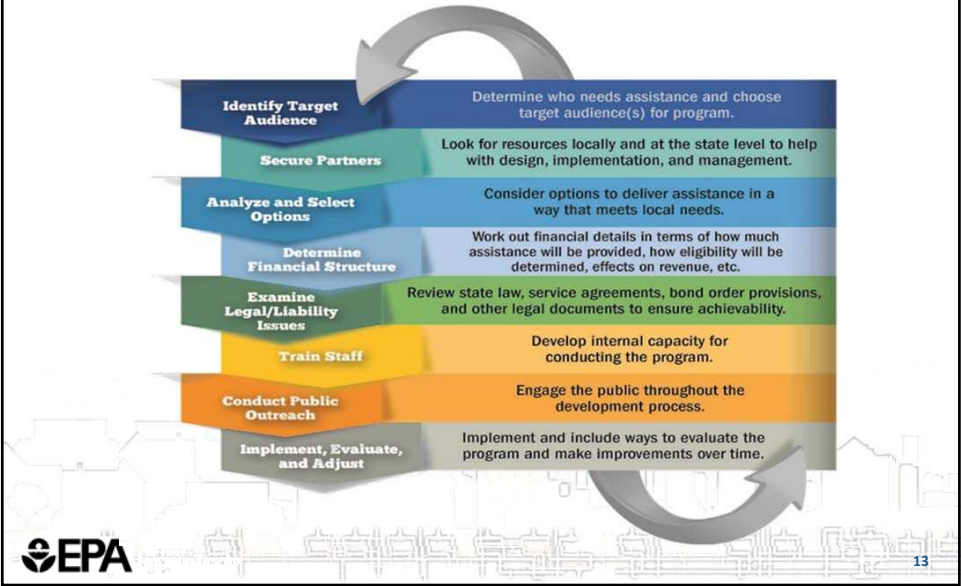 Identify Target
Audience
Determine who needs assistance and choose
target audience(s) for program.
Secure Partners
Look for resources locally and at the state level to help
with design, implementation, and management.
Analyze and Select
Options
Consider options to deliver assistance in a
way that meets local needs.
Determine
Financial Structure
Work out financial details in terms of how much
assistance will be provided, how eligibility will be
determined, effects on revenue, etc.
Examine
Legal/Liability
Issues
Review state law, service agreements, bond order provisions,
and other legal documents to ensure achievability.
Train Staff
Develop internal capacity for
conducting the program.
Conduct Public
Outreach
Engage the public throughout the
development process.
Implement, Evaluate,
and Adjust
Implement and include ways to evaluate the
program and make improvements over time.
EPA
13